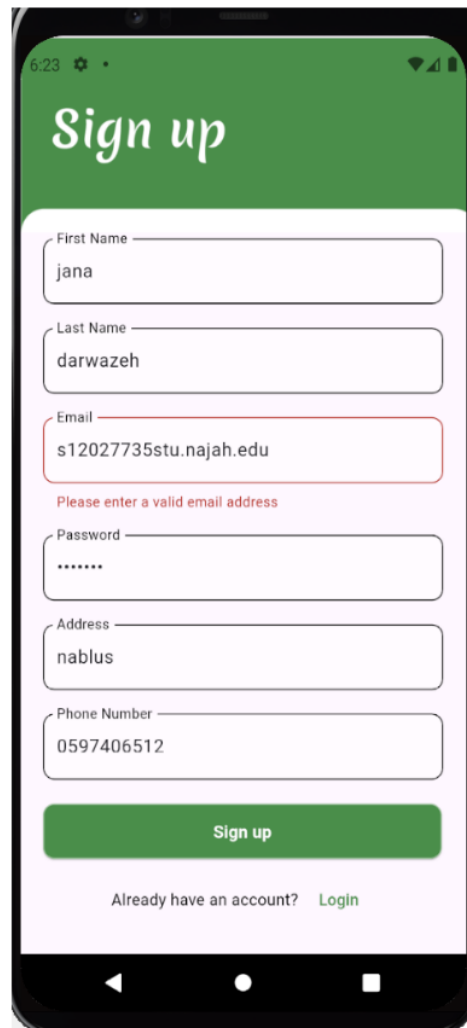 6:23
Sign up
First Name
jana
Last Name
darwazeh
Email
s12027735stu.najah.edu
Please enter a valid email address
Password
•••••••
Address
nablus
Phone Number
0597406512
Sign up
Already have an account? Login